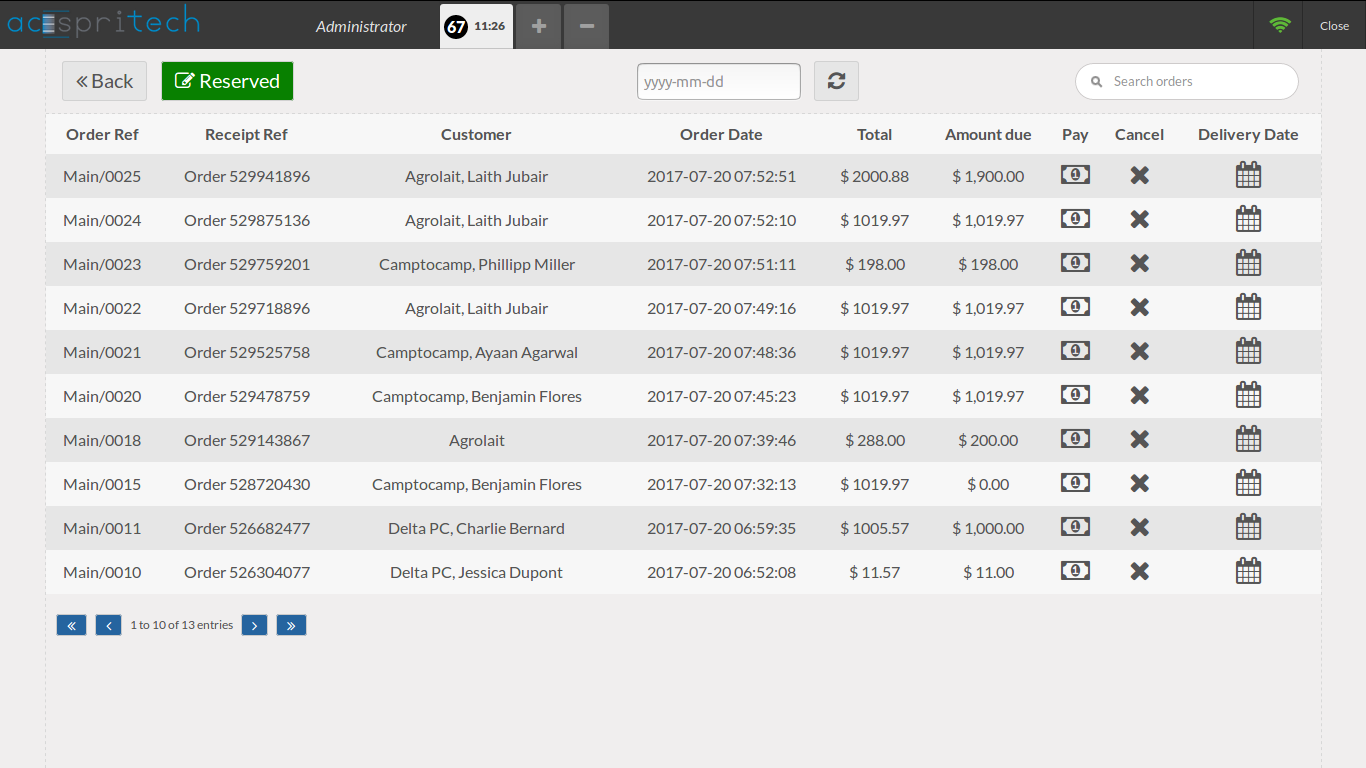 acespritech Administrator 67 11:26 + − Close
« Back Reserved yyyy-mm-dd Search orders
Order Ref Receipt Ref Customer Order Date Total Amount due Pay Cancel Delivery Date
Main/0025 Order 529941896 Agrolait, Laith Jubair 2017-07-20 07:52:51 $ 2000.88 $ 1,900.00 1
Main/0024 Order 529875136 Agrolait, Laith Jubair 2017-07-20 07:52:10 $ 1019.97 $ 1,019.97 1
Main/0023 Order 529759201 Camptocamp, Phillipp Miller 2017-07-20 07:51:11 $ 198.00 $ 198.00 1
Main/0022 Order 529718896 Agrolait, Laith Jubair 2017-07-20 07:49:16 $ 1019.97 $ 1,019.97 1
Main/0021 Order 529525758 Camptocamp, Ayaan Agarwal 2017-07-20 07:48:36 $ 1019.97 $ 1,019.97 1
Main/0020 Order 529478759 Camptocamp, Benjamin Flores 2017-07-20 07:45:23 $ 1019.97 $ 1,019.97 1
Main/0018 Order 529143867 Agrolait 2017-07-20 07:39:46 $ 288.00 $ 200.00 1
Main/0015 Order 528720430 Camptocamp, Benjamin Flores 2017-07-20 07:32:13 $ 1019.97 $ 0.00 1
Main/0011 Order 526682477 Delta PC, Charlie Bernard 2017-07-20 06:59:35 $ 1005.57 $ 1,000.00 1
Main/0010 Order 526304077 Delta PC, Jessica Dupont 2017-07-20 06:52:08 $ 11.57 $ 11.00 1
« ‹ 1 to 10 of 13 entries › »